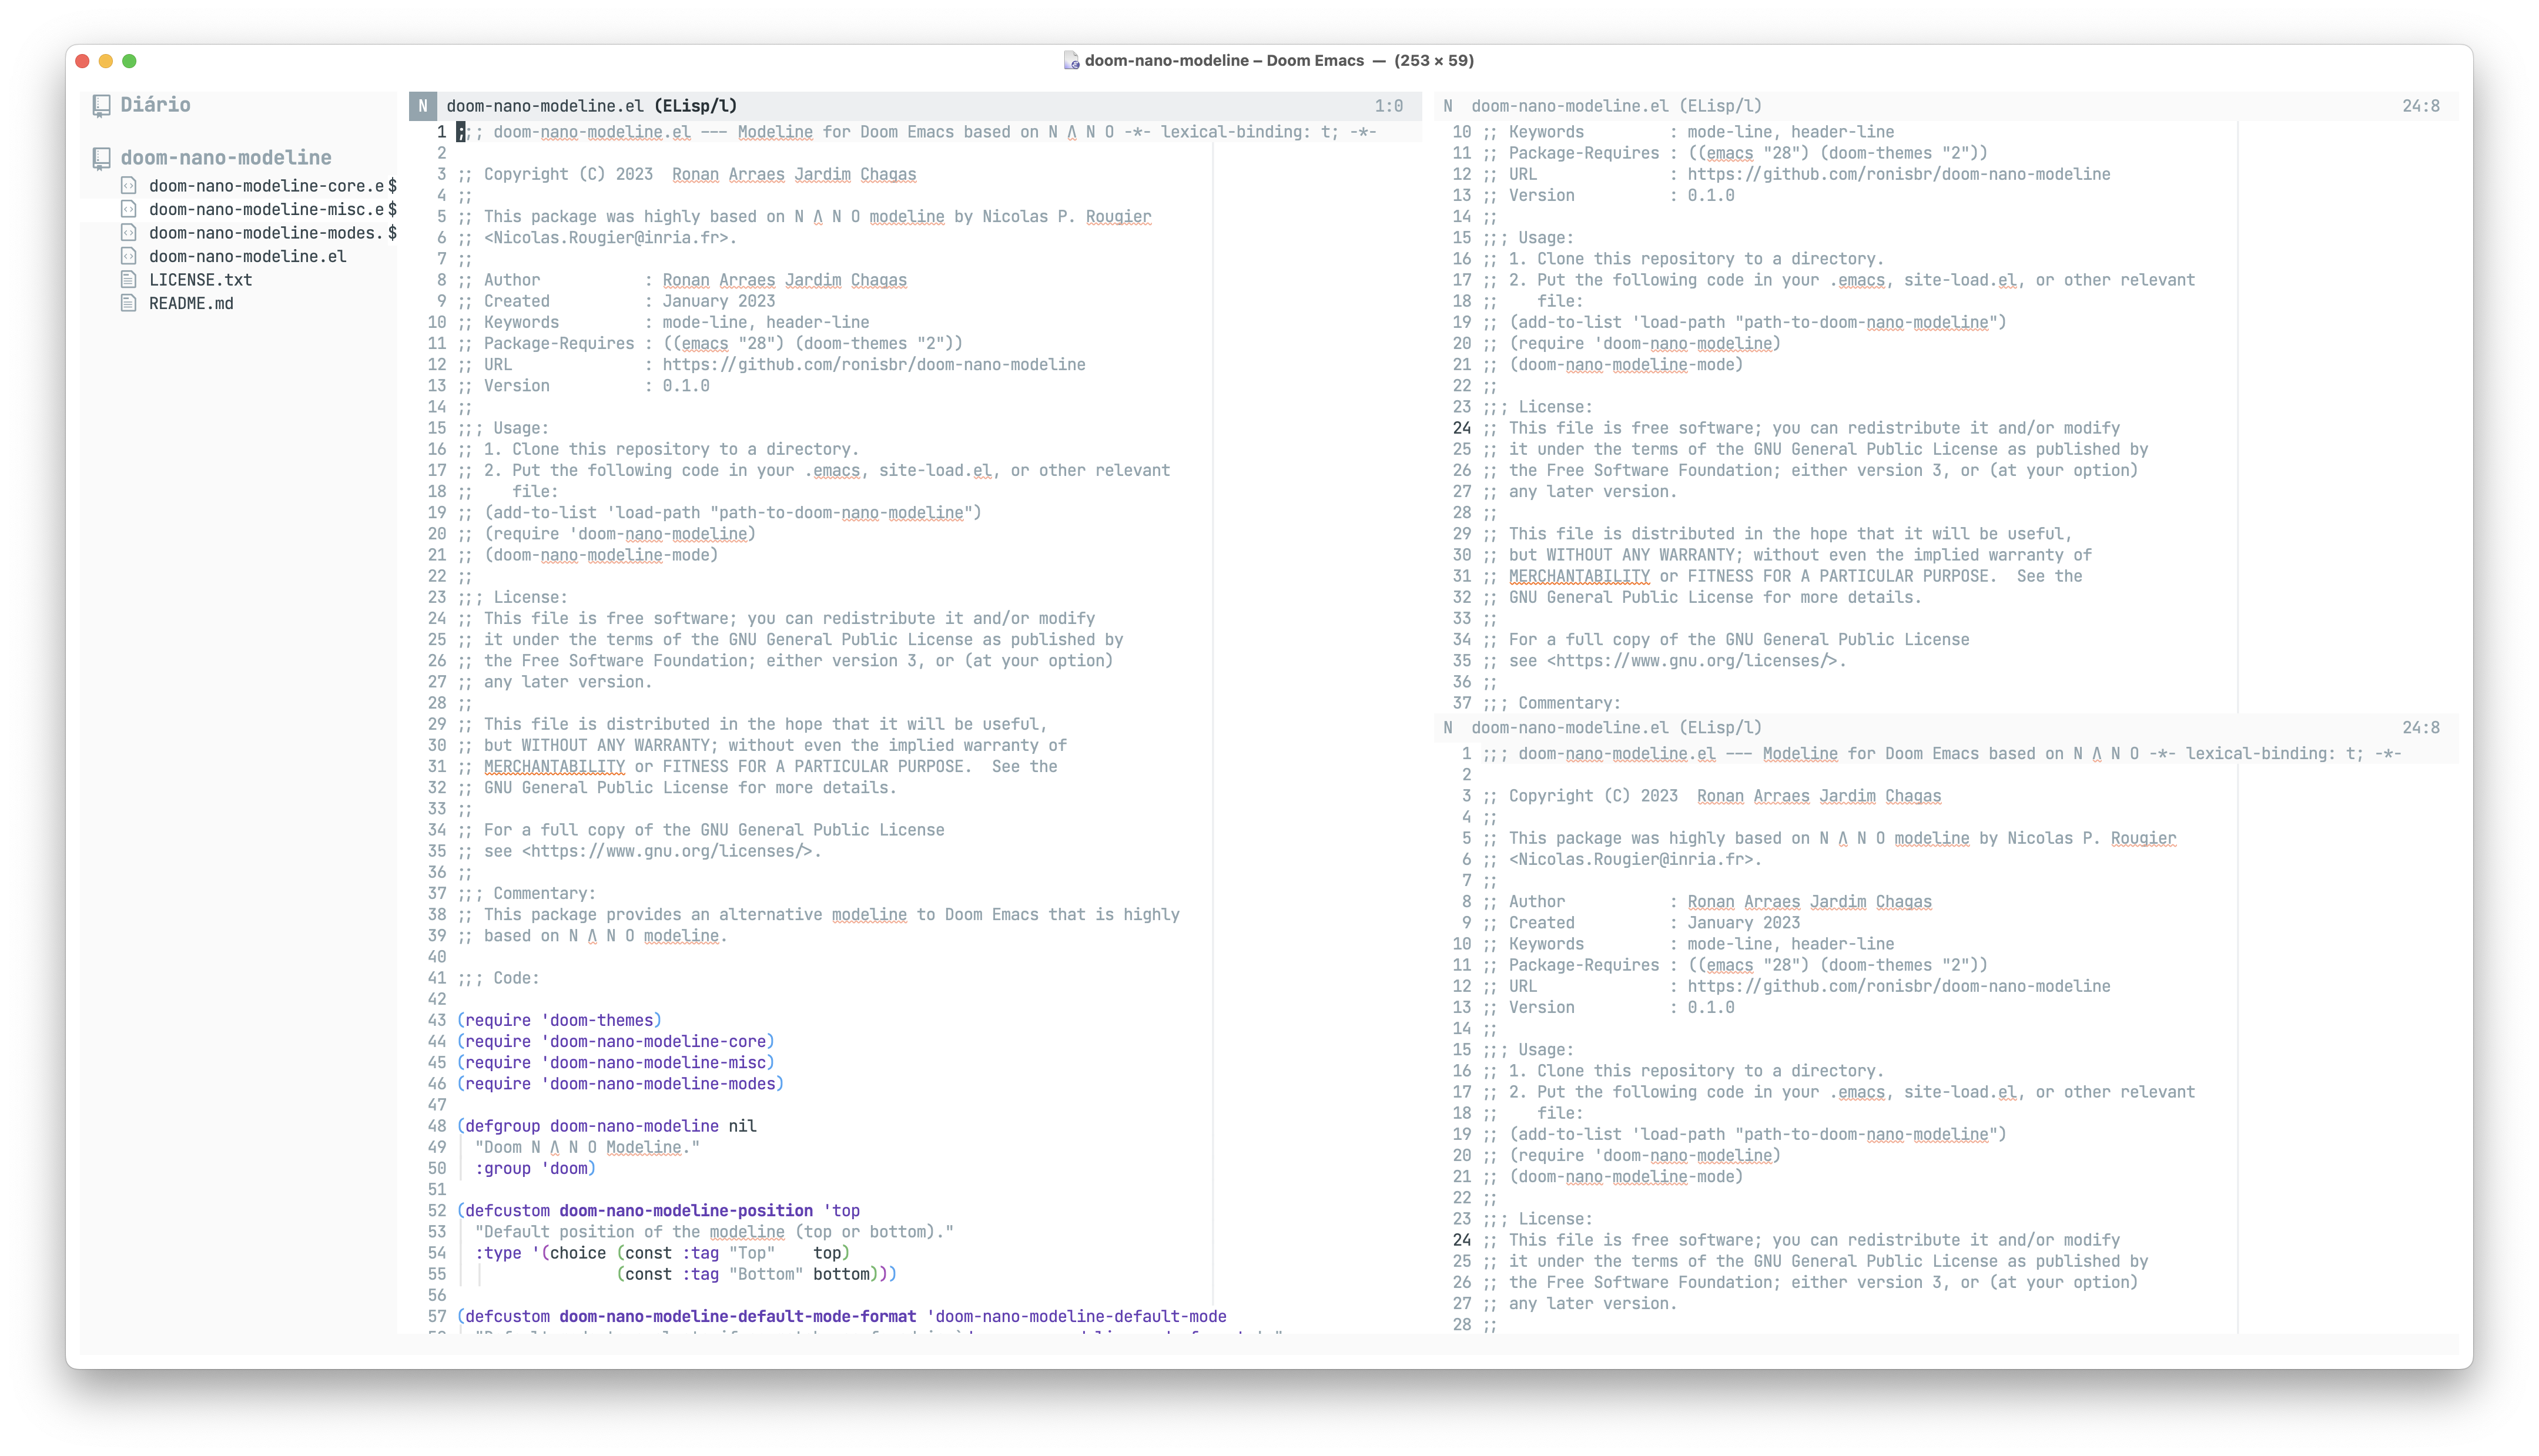 doom-nano-modeline – Doom Emacs — (253 × 59)
Diário
doom-nano-modeline
doom-nano-modeline-core.e$
doom-nano-modeline-misc.e$
doom-nano-modeline-modes.$
doom-nano-modeline.el
LICENSE.txt
README.md
N doom-nano-modeline.el (ELisp/l) 1:0
1 ;;; doom-nano-modeline.el --- Modeline for Doom Emacs based on N Λ N O -*- lexical-binding: t; -*-
2
3 ;; Copyright (C) 2023  Ronan Arraes Jardim Chagas
4 ;;
5 ;; This package was highly based on N Λ N O modeline by Nicolas P. Rougier
6 ;; <Nicolas.Rougier@inria.fr>.
7 ;;
8 ;; Author           : Ronan Arraes Jardim Chagas
9 ;; Created          : January 2023
10 ;; Keywords         : mode-line, header-line
11 ;; Package-Requires : ((emacs "28") (doom-themes "2"))
12 ;; URL              : https://github.com/ronisbr/doom-nano-modeline
13 ;; Version          : 0.1.0
14 ;;
15 ;;; Usage:
16 ;; 1. Clone this repository to a directory.
17 ;; 2. Put the following code in your .emacs, site-load.el, or other relevant
18 ;;    file:
19 ;; (add-to-list 'load-path "path-to-doom-nano-modeline")
20 ;; (require 'doom-nano-modeline)
21 ;; (doom-nano-modeline-mode)
22 ;;
23 ;;; License:
24 ;; This file is free software; you can redistribute it and/or modify
25 ;; it under the terms of the GNU General Public License as published by
26 ;; the Free Software Foundation; either version 3, or (at your option)
27 ;; any later version.
28 ;;
29 ;; This file is distributed in the hope that it will be useful,
30 ;; but WITHOUT ANY WARRANTY; without even the implied warranty of
31 ;; MERCHANTABILITY or FITNESS FOR A PARTICULAR PURPOSE.  See the
32 ;; GNU General Public License for more details.
33 ;;
34 ;; For a full copy of the GNU General Public License
35 ;; see <https://www.gnu.org/licenses/>.
36 ;;
37 ;;; Commentary:
38 ;; This package provides an alternative modeline to Doom Emacs that is highly
39 ;; based on N Λ N O modeline.
40
41 ;;; Code:
42
43 (require 'doom-themes)
44 (require 'doom-nano-modeline-core)
45 (require 'doom-nano-modeline-misc)
46 (require 'doom-nano-modeline-modes)
47
48 (defgroup doom-nano-modeline nil
49   "Doom N Λ N O Modeline."
50   :group 'doom)
51
52 (defcustom doom-nano-modeline-position 'top
53   "Default position of the modeline (top or bottom)."
54   :type '(choice (const :tag "Top"    top)
55                  (const :tag "Bottom" bottom)))
56
57 (defcustom doom-nano-modeline-default-mode-format 'doom-nano-modeline-default-mode
N doom-nano-modeline.el (ELisp/l) 24:8
10 ;; Keywords         : mode-line, header-line
11 ;; Package-Requires : ((emacs "28") (doom-themes "2"))
12 ;; URL              : https://github.com/ronisbr/doom-nano-modeline
13 ;; Version          : 0.1.0
14 ;;
15 ;;; Usage:
16 ;; 1. Clone this repository to a directory.
17 ;; 2. Put the following code in your .emacs, site-load.el, or other relevant
18 ;;    file:
19 ;; (add-to-list 'load-path "path-to-doom-nano-modeline")
20 ;; (require 'doom-nano-modeline)
21 ;; (doom-nano-modeline-mode)
22 ;;
23 ;;; License:
24 ;; This file is free software; you can redistribute it and/or modify
25 ;; it under the terms of the GNU General Public License as published by
26 ;; the Free Software Foundation; either version 3, or (at your option)
27 ;; any later version.
28 ;;
29 ;; This file is distributed in the hope that it will be useful,
30 ;; but WITHOUT ANY WARRANTY; without even the implied warranty of
31 ;; MERCHANTABILITY or FITNESS FOR A PARTICULAR PURPOSE.  See the
32 ;; GNU General Public License for more details.
33 ;;
34 ;; For a full copy of the GNU General Public License
35 ;; see <https://www.gnu.org/licenses/>.
36 ;;
37 ;;; Commentary:
N doom-nano-modeline.el (ELisp/l) 24:8
1 ;;; doom-nano-modeline.el --- Modeline for Doom Emacs based on N Λ N O -*- lexical-binding: t; -*-
2
3 ;; Copyright (C) 2023  Ronan Arraes Jardim Chagas
4 ;;
5 ;; This package was highly based on N Λ N O modeline by Nicolas P. Rougier
6 ;; <Nicolas.Rougier@inria.fr>.
7 ;;
8 ;; Author           : Ronan Arraes Jardim Chagas
9 ;; Created          : January 2023
10 ;; Keywords         : mode-line, header-line
11 ;; Package-Requires : ((emacs "28") (doom-themes "2"))
12 ;; URL              : https://github.com/ronisbr/doom-nano-modeline
13 ;; Version          : 0.1.0
14 ;;
15 ;;; Usage:
16 ;; 1. Clone this repository to a directory.
17 ;; 2. Put the following code in your .emacs, site-load.el, or other relevant
18 ;;    file:
19 ;; (add-to-list 'load-path "path-to-doom-nano-modeline")
20 ;; (require 'doom-nano-modeline)
21 ;; (doom-nano-modeline-mode)
22 ;;
23 ;;; License:
24 ;; This file is free software; you can redistribute it and/or modify
25 ;; it under the terms of the GNU General Public License as published by
26 ;; the Free Software Foundation; either version 3, or (at your option)
27 ;; any later version.
28 ;;